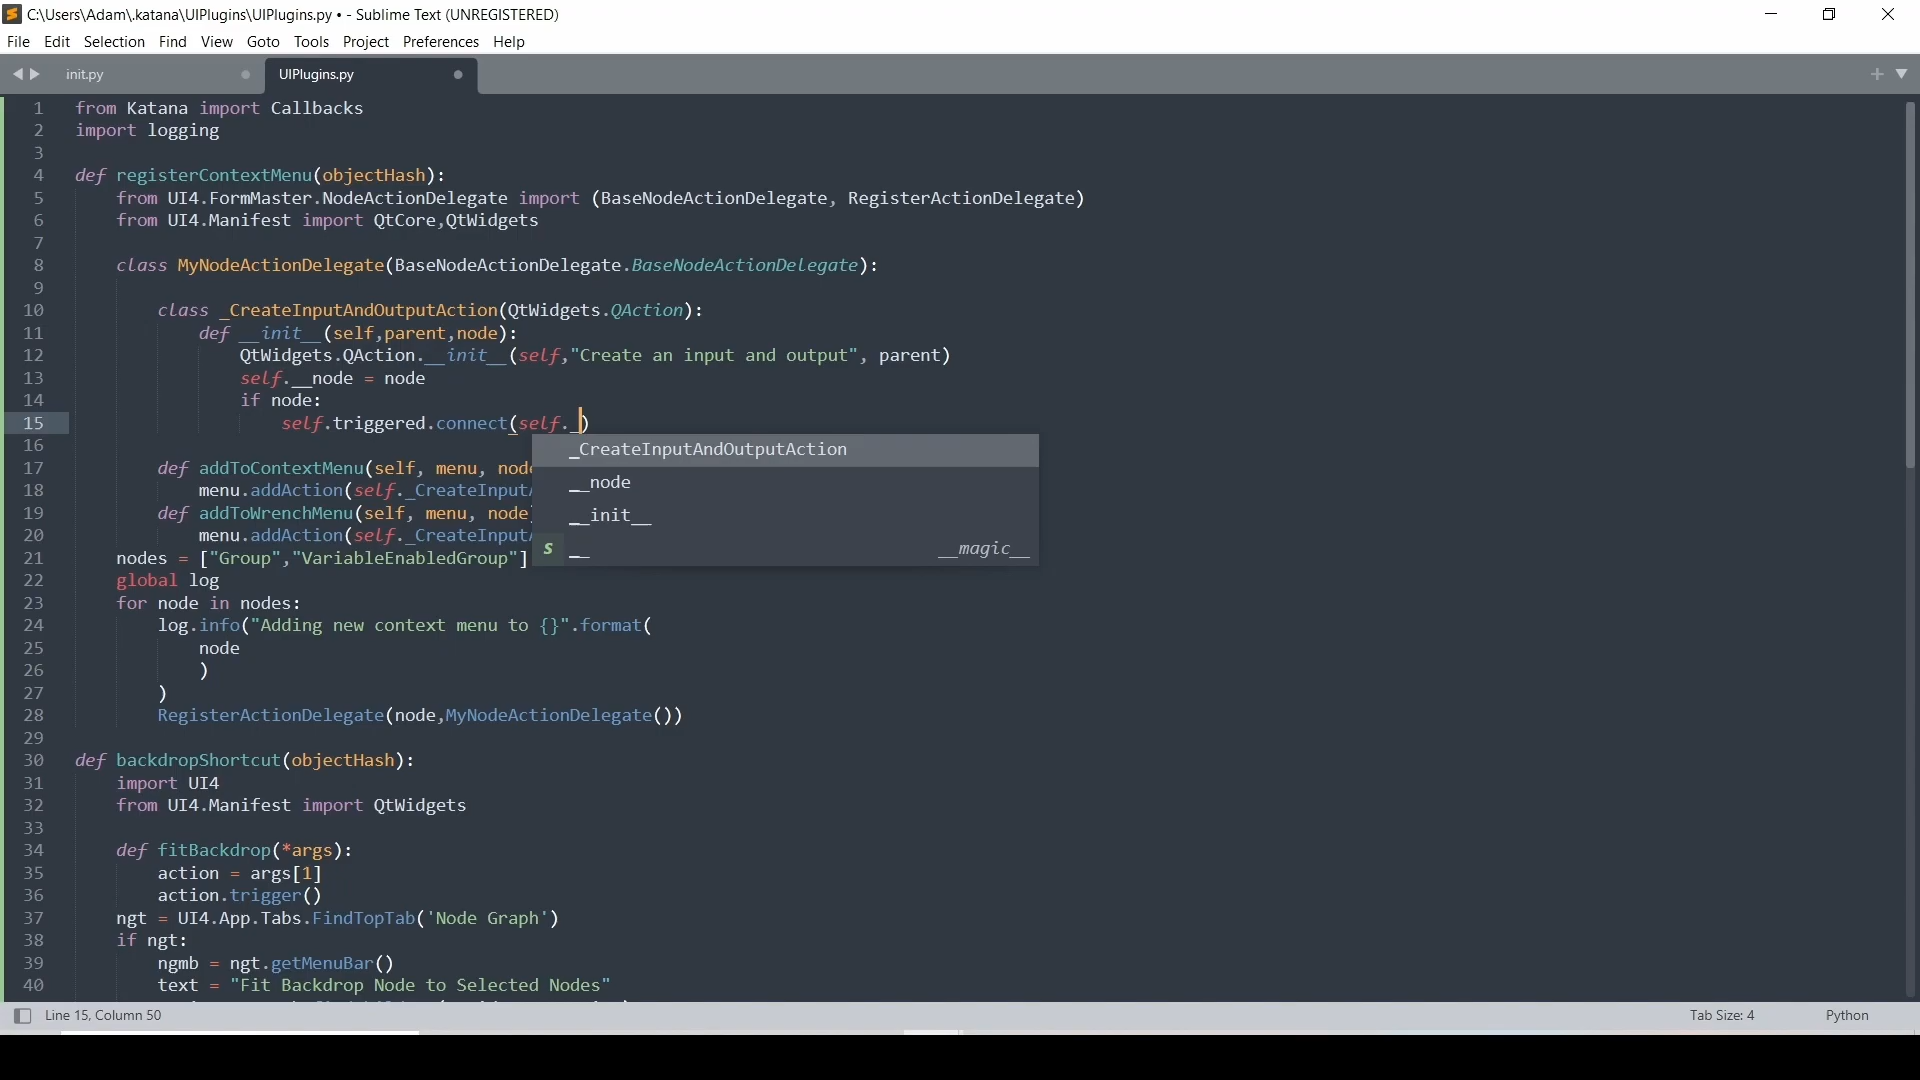 C:\Users\Adam\.katana\UIPlugins\UIPlugins.py • - Sublime Text (UNREGISTERED)
File Edit Selection Find View Goto Tools Project Preferences Help
init.py UIPlugins.py
1 from Katana import Callbacks
2 import logging
3
4 def registerContextMenu(objectHash):
5 from UI4.FormMaster.NodeActionDelegate import (BaseNodeActionDelegate, RegisterActionDelegate)
6 from UI4.Manifest import QtCore,QtWidgets
7
8 class MyNodeActionDelegate(BaseNodeActionDelegate.BaseNodeActionDelegate):
9
10 class _CreateInputAndOutputAction(QtWidgets.QAction):
11 def __init__(self,parent,node):
12 QtWidgets.QAction.__init__(self,"Create an input and output", parent)
13 self.__node = node
14 if node:
15 self.triggered.connect(self._)
16 _CreateInputAndOutputAction
17 def addToContextMenu(self, menu, node
__node
18 menu.addAction(self._CreateInputA
19 def addToWrenchMenu(self, menu, node
__init__
20 menu.addAction(self._CreateInputA
s __ __magic__
21 nodes = ["Group","VariableEnabledGroup"]
22 global log
23 for node in nodes:
24 log.info("Adding new context menu to {}".format(
25 node
26 )
27 )
28 RegisterActionDelegate(node,MyNodeActionDelegate())
29
30 def backdropShortcut(objectHash):
31 import UI4
32 from UI4.Manifest import QtWidgets
33
34 def fitBackdrop(*args):
35 action = args[1]
36 action.trigger()
37 ngt = UI4.App.Tabs.FindTopTab('Node Graph')
38 if ngt:
39 ngmb = ngt.getMenuBar()
40 text = "Fit Backdrop Node to Selected Nodes"
Line 15, Column 50 Tab Size: 4 Python